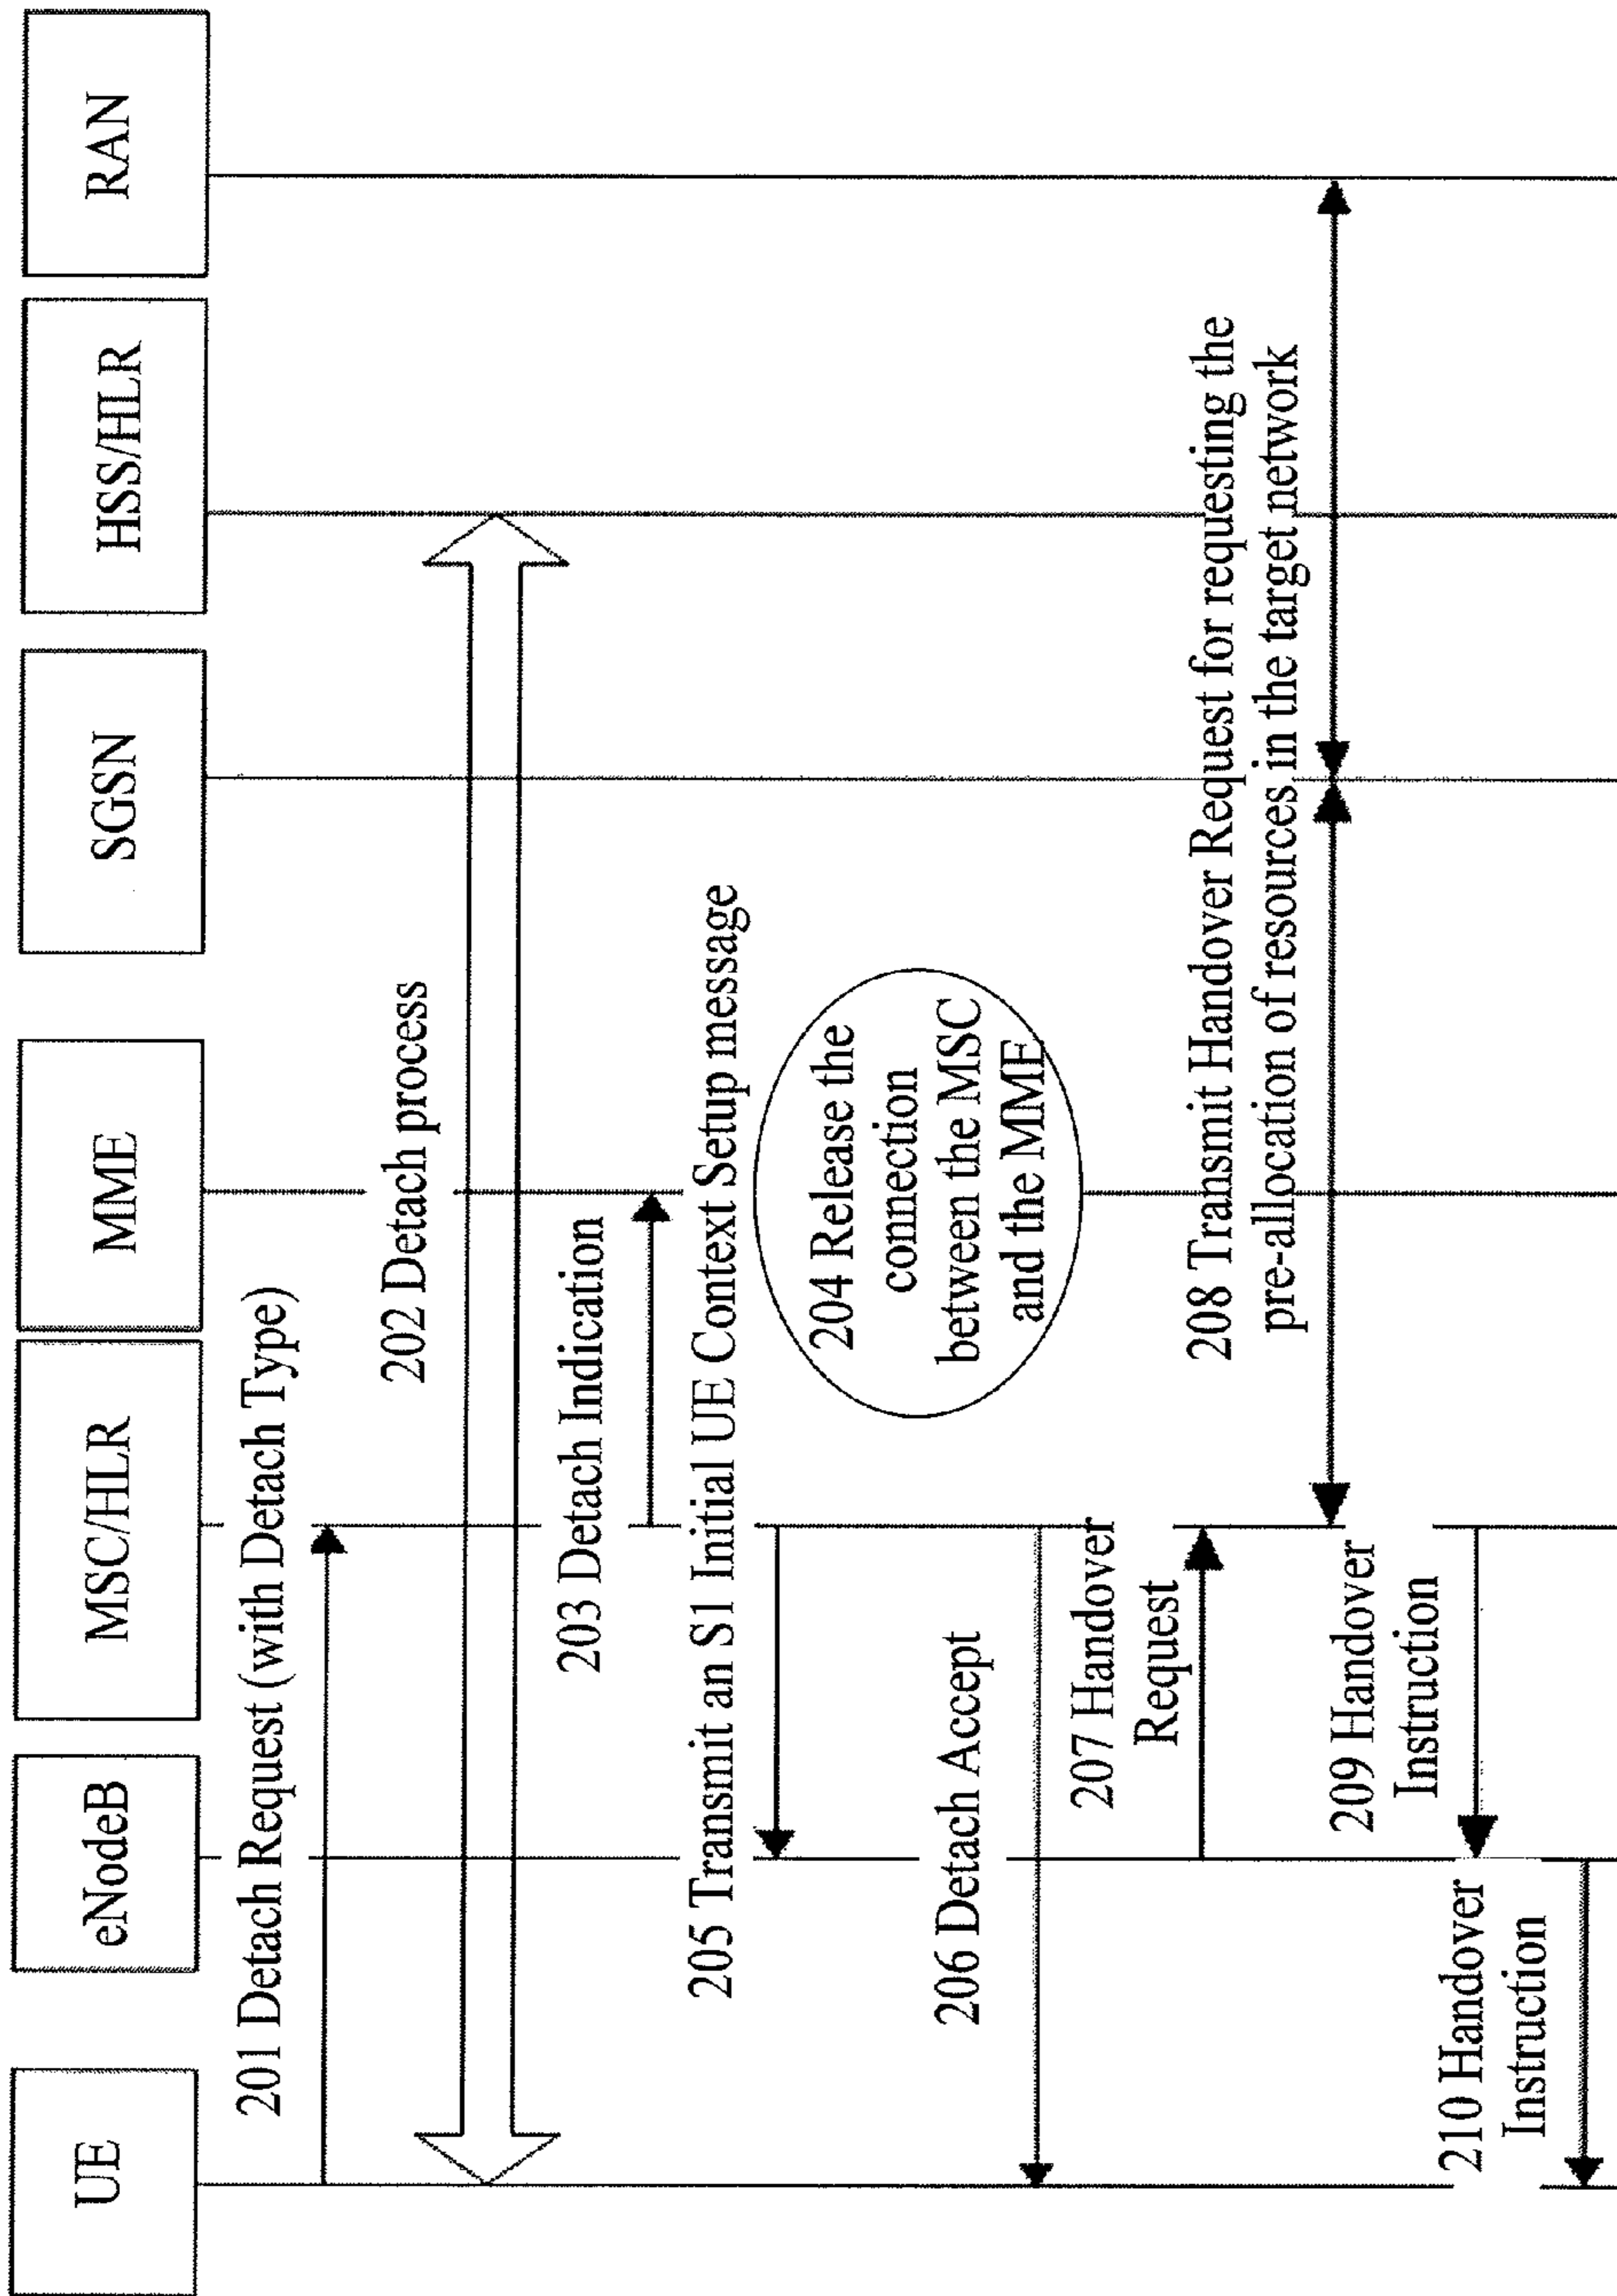 UE
eNodeB
MSC/HLR
MME
SGSN
HSS/HLR
RAN
201 Detach Request (with Detach Type)
202 Detach process
203 Detach Indication
205 Transmit an S1 Initial UE Context Setup message
204 Release the
connection
between the MSC
and the MME
206 Detach Accept
207 Handover
Request
208 Transmit Handover Request for requesting the
pre-allocation of resources in the target network
209 Handover
Instruction
210 Handover
Instruction